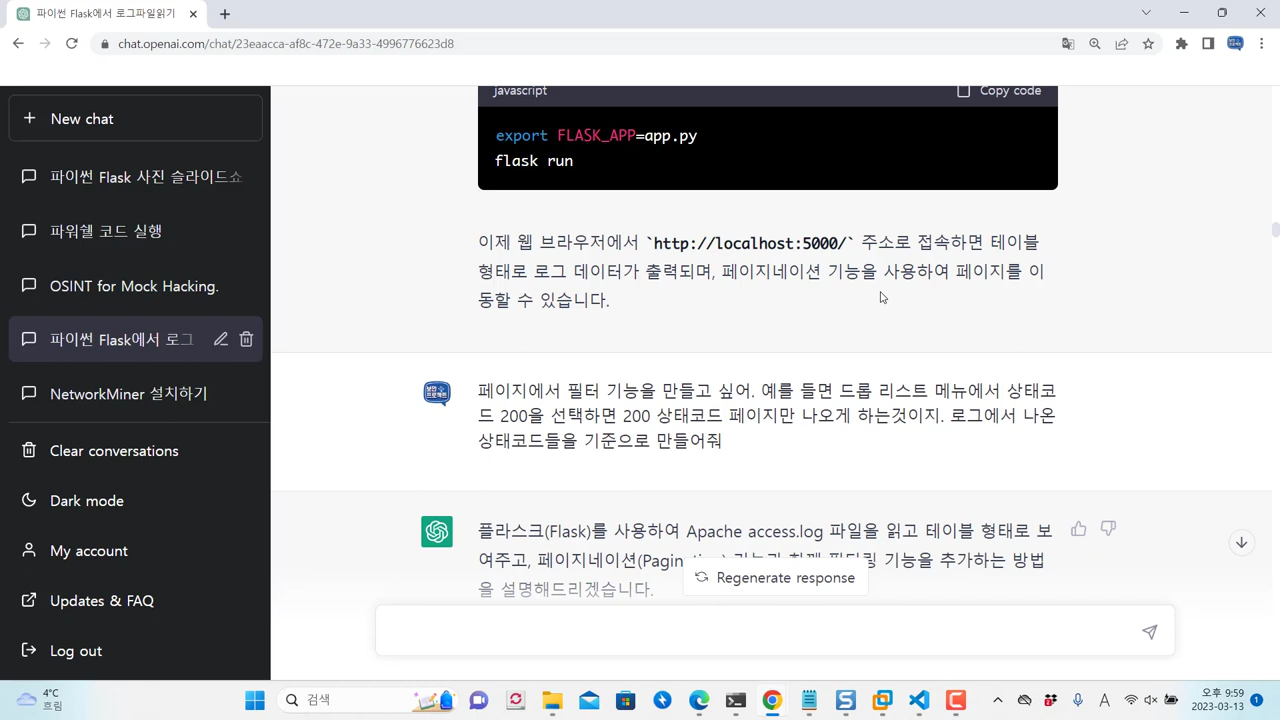 파이썬 Flask에서 로그파일읽기
chat.openai.com/chat/23eaacca-af8c-472e-9a33-4996776623d8
New chat
파이썬 Flask 사진 슬라이드쇼
파워쉘 코드 실행
OSINT for Mock Hacking.
파이썬 Flask에서 로그
NetworkMiner 설치하기
Clear conversations
Dark mode
My account
Updates & FAQ
Log out
javascript
Copy code
export FLASK_APP=app.py
flask run
이제 웹 브라우저에서 `http://localhost:5000/` 주소로 접속하면 테이블
형태로 로그 데이터가 출력되며, 페이지네이션 기능을 사용하여 페이지를 이
동할 수 있습니다.
페이지에서 필터 기능을 만들고 싶어. 예를 들면 드롭 리스트 메뉴에서 상태코
드 200을 선택하면 200 상태코드 페이지만 나오게 하는것이지. 로그에서 나온
상태코드들을 기준으로 만들어줘
플라스크(Flask)를 사용하여 Apache access.log 파일을 읽고 테이블 형태로 보
여주고, 페이지네이션(Pagin 기능을 추가하는 방법
을 설명해드리겠습니다.
Regenerate response
4°C
흐림
검색
A
오후 9:59
2023-03-13
1